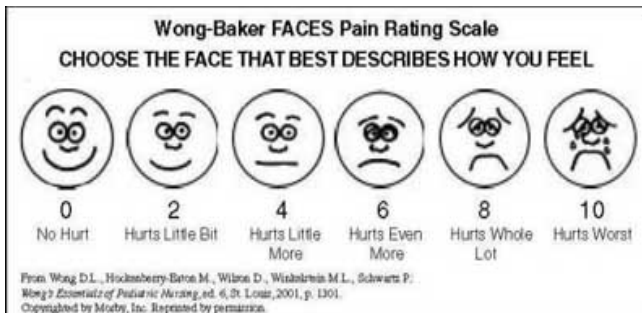 Wong-Baker FACES Pain Rating Scale
CHOOSE THE FACE THAT BEST DESCRIBES HOW YOU FEEL
0 2 4 6 8 10
No Hurt Hurts Little Bit Hurts Little Hurts Even Hurts Whole Hurts Worst
More More Lot
From Wong D.L., Hockenberry-Eaton M., Wilson D., Winkelstein M.L., Schwartz P.:
Wong's Essentials of Pediatric Nursing, ed. 6, St. Louis, 2001, p. 1301.
Copyrighted by Mosby, Inc. Reprinted by permission.